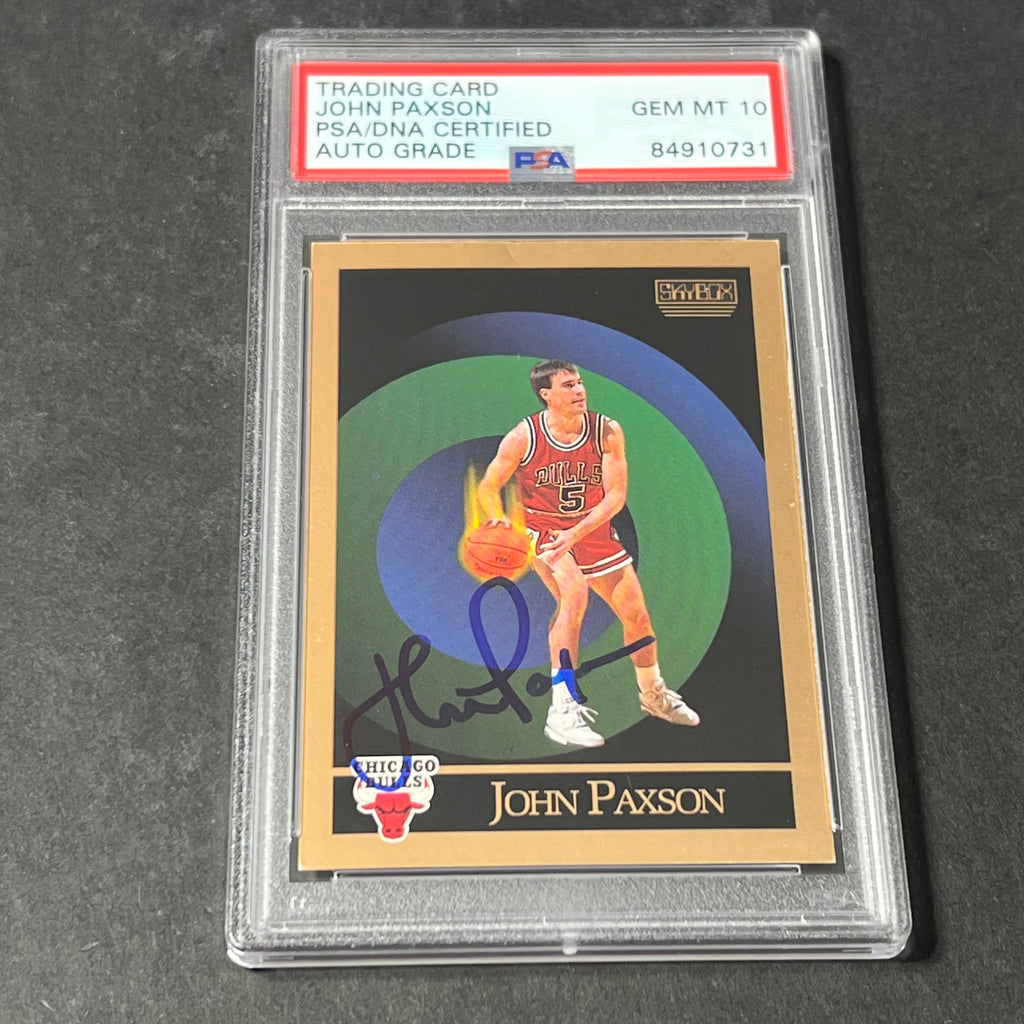 TRADING CARD
JOHN PAXSON GEM MT 10
PSA/DNA CERTIFIED
AUTO GRADE PSA 84910731
SKYBOX
BULLS
5
CHICAGO
BULLS
JOHN PAXSON